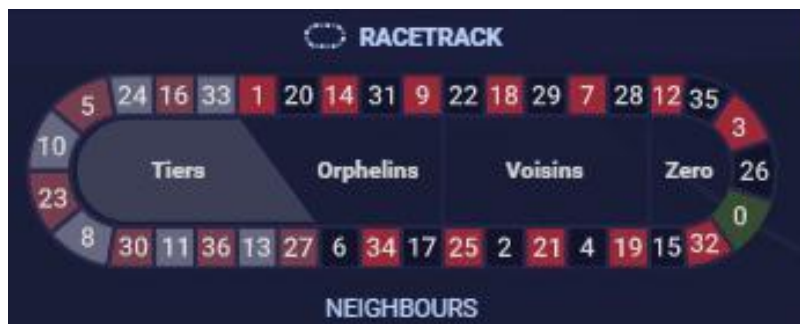 RACETRACK
5 24 16 33 1 20 14 31 9 22 18 29 7 28 12 35 3
10 26
Tiers Orphelins Voisins Zero
23 0
8 30 11 36 13 27 6 34 17 25 2 21 4 19 15 32
NEIGHBOURS